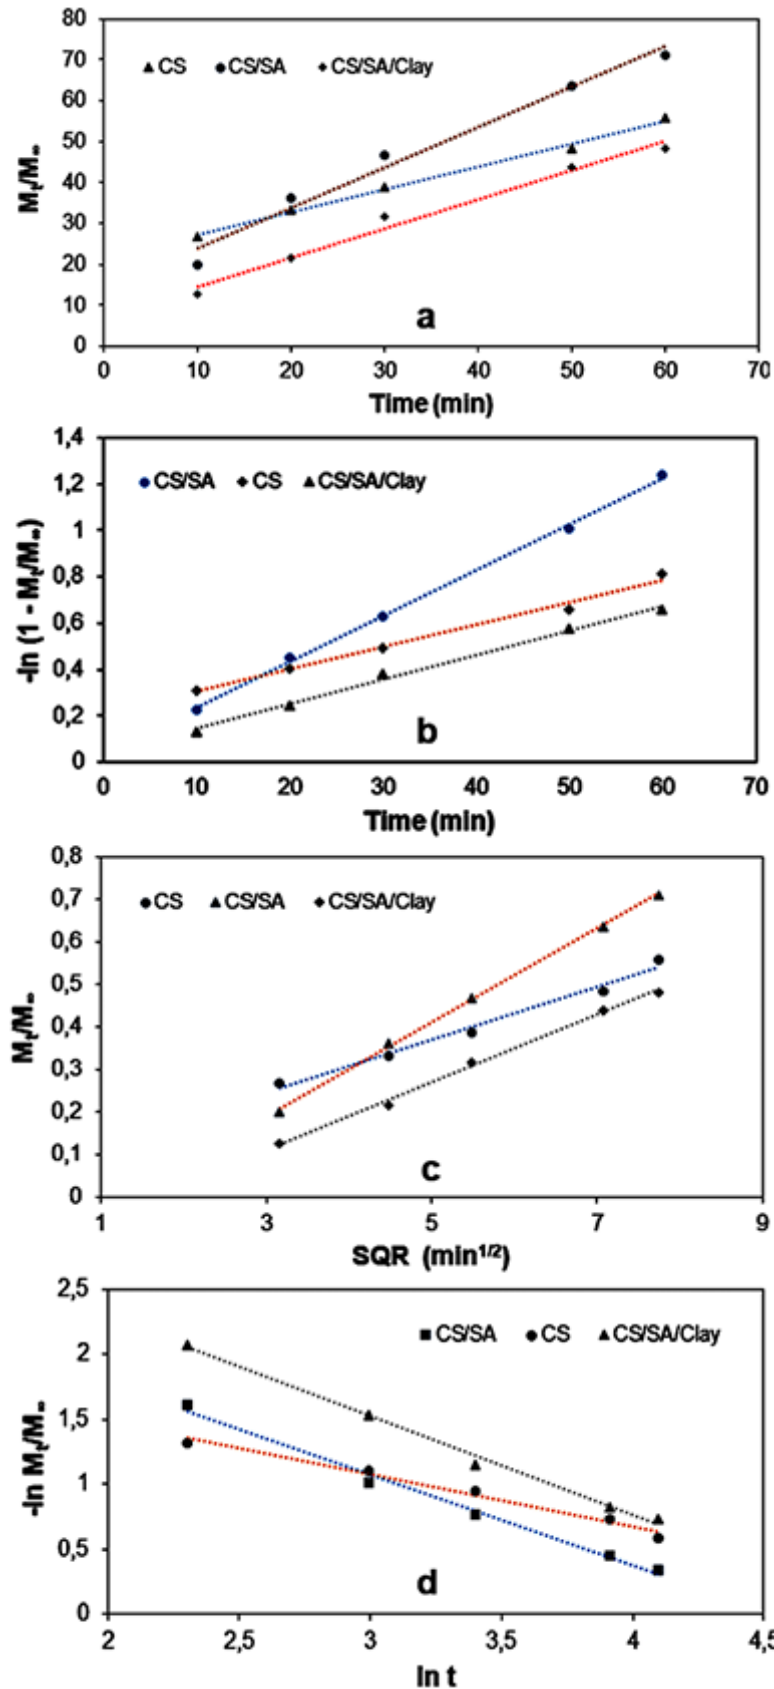 80
70
60
50
40
30
20
10
0
Mt/M∞
CS CS/SA CS/SA/Clay
a
0 10 20 30 40 50 60 70
Time (min)
1,4
1,2
1
0,8
0,6
0,4
0,2
0
-ln (1 - Mt/M∞)
CS/SA CS CS/SA/Clay
b
0 10 20 30 40 50 60 70
Time (min)
0,8
0,7
0,6
0,5
0,4
0,3
0,2
0,1
0
Mt/M∞
CS CS/SA CS/SA/Clay
c
1 3 5 7 9
SQR (min1/2)
2,5
2
1,5
1
0,5
0
-ln Mt/M∞
CS/SA CS CS/SA/Clay
d
2 2,5 3 3,5 4 4,5
ln t